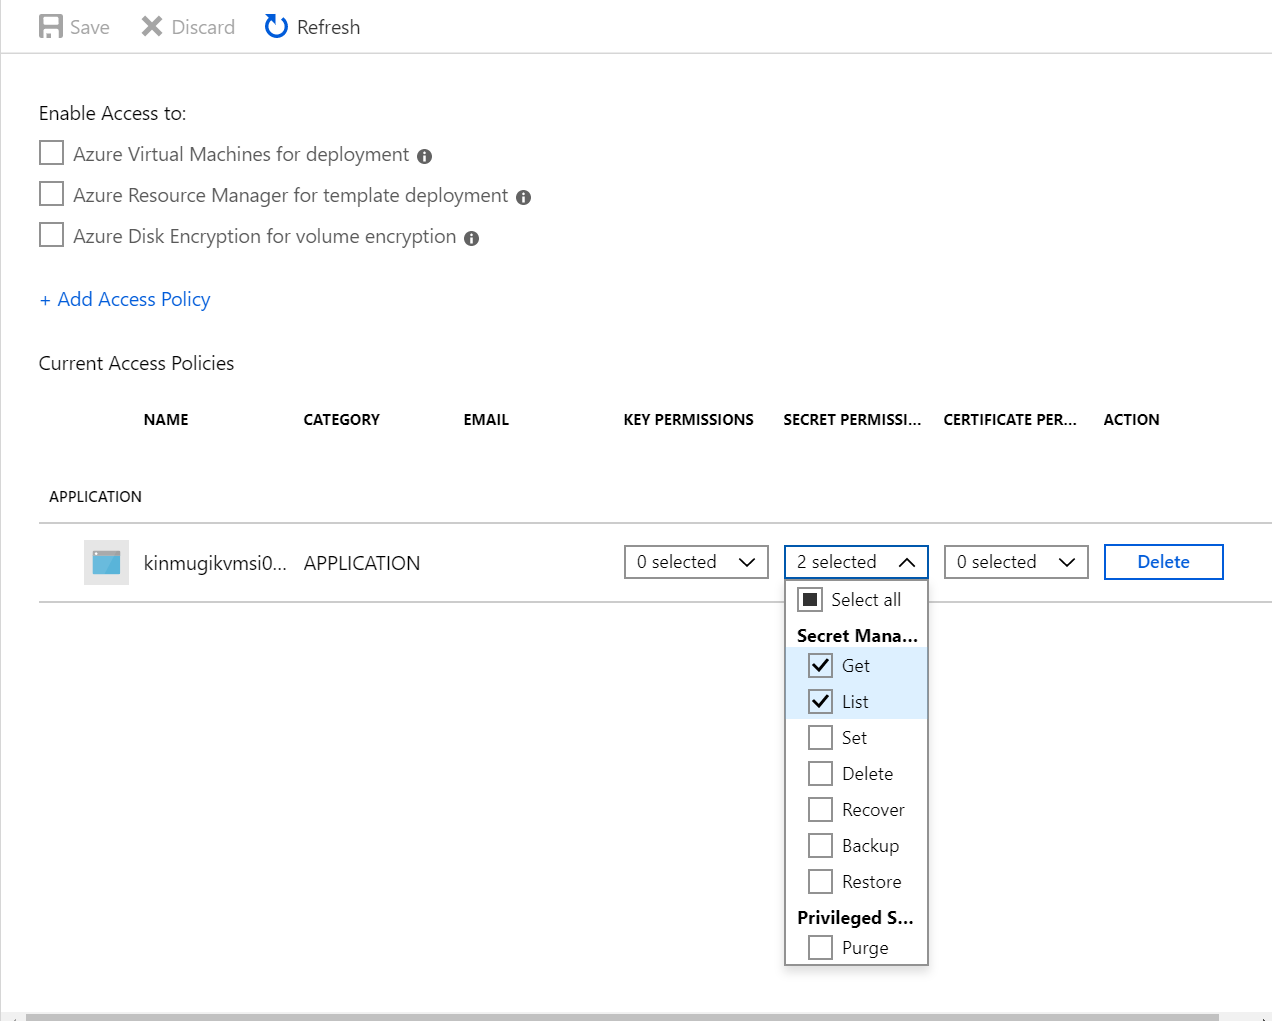 Save Discard Refresh
Enable Access to:
Azure Virtual Machines for deployment
Azure Resource Manager for template deployment
Azure Disk Encryption for volume encryption
+ Add Access Policy
Current Access Policies
NAME CATEGORY EMAIL KEY PERMISSIONS SECRET PERMISSI... CERTIFICATE PER... ACTION
APPLICATION
kinmugikvmsi0... APPLICATION 0 selected 2 selected 0 selected Delete
Select all
Secret Mana...
Get
List
Set
Delete
Recover
Backup
Restore
Privileged S...
Purge